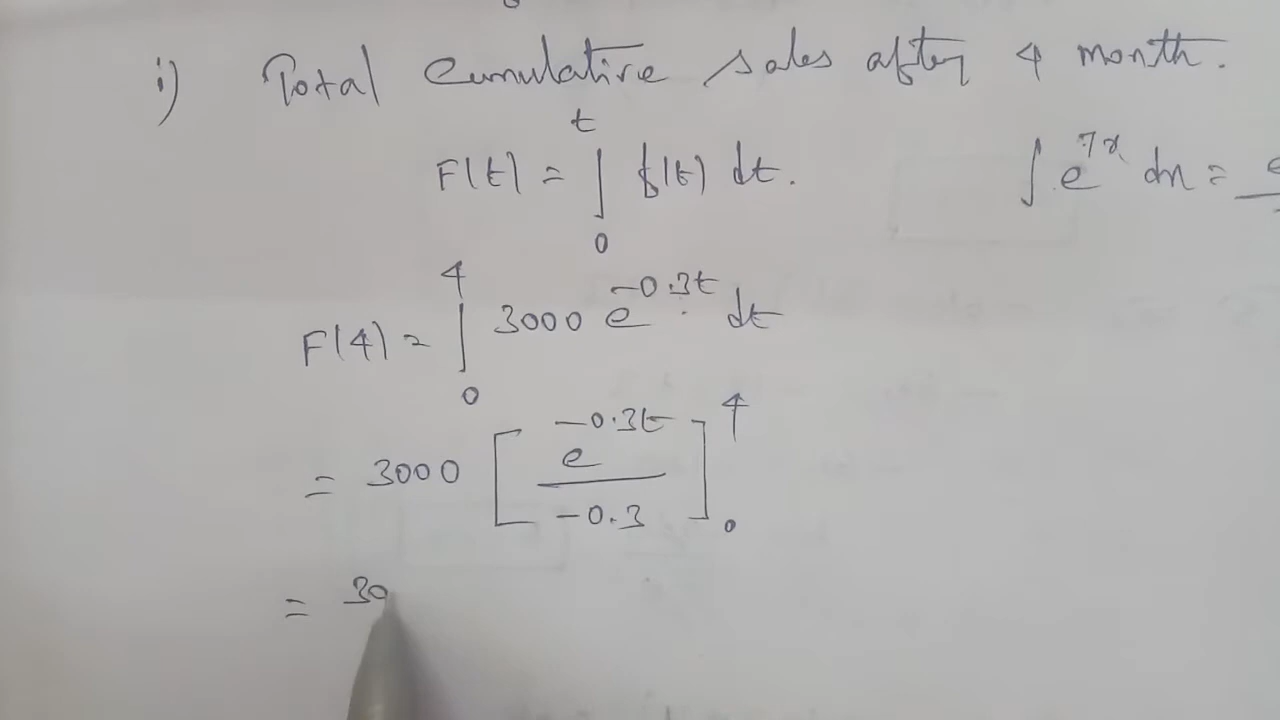 i) Total Cumulative sales after 4 month.
F(t) = ∫₀ᵗ f(t) dt.
∫ e^7x dx =
F(4) = ∫₀⁴ 3000 e^-0.3t dt
= 3000 [ e^-0.3t / -0.3 ]₀⁴
= 30